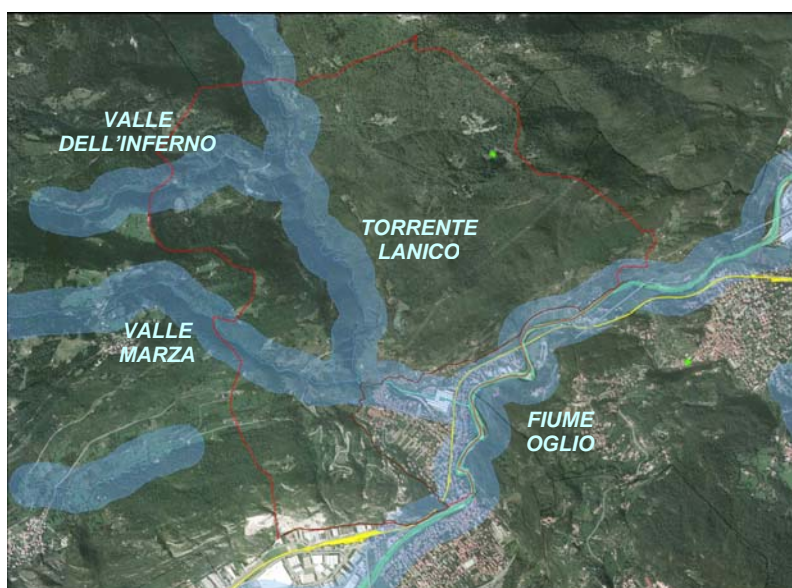 VALLE
DELL'INFERNO
TORRENTE
LANICO
VALLE
MARZA
FIUME
OGLIO